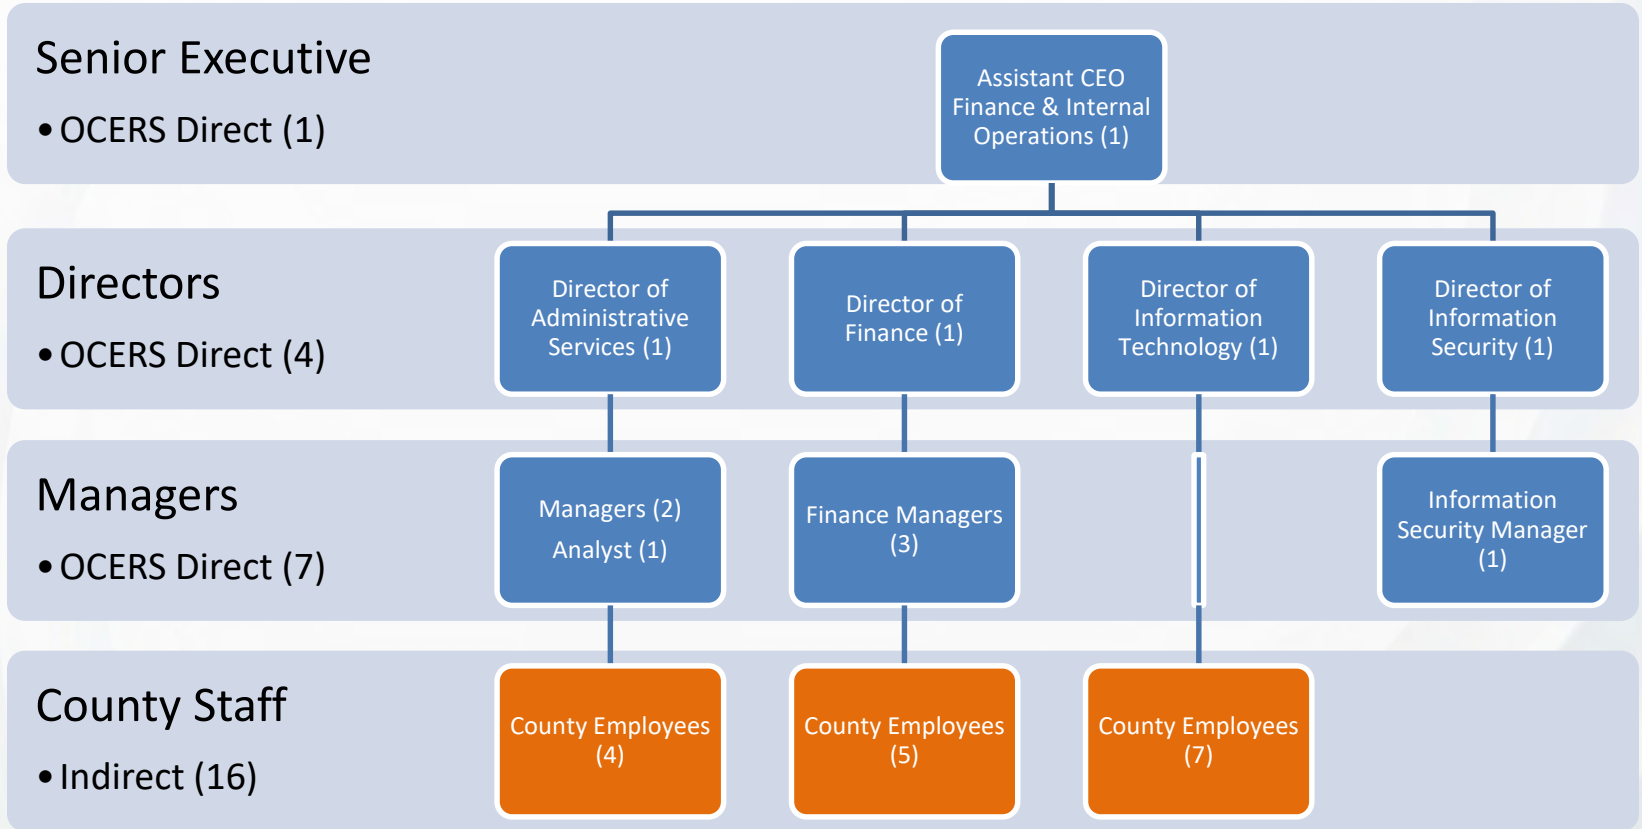 Senior Executive
• OCERS Direct (1)
Assistant CEO
Finance & Internal
Operations (1)
Directors
• OCERS Direct (4)
Director of
Administrative
Services (1)
Director of
Finance (1)
Director of
Information
Technology (1)
Director of
Information
Security (1)
Managers
• OCERS Direct (7)
Managers (2)
Analyst (1)
Finance Managers
(3)
Information
Security Manager
(1)
County Staff
• Indirect (16)
County Employees
(4)
County Employees
(5)
County Employees
(7)